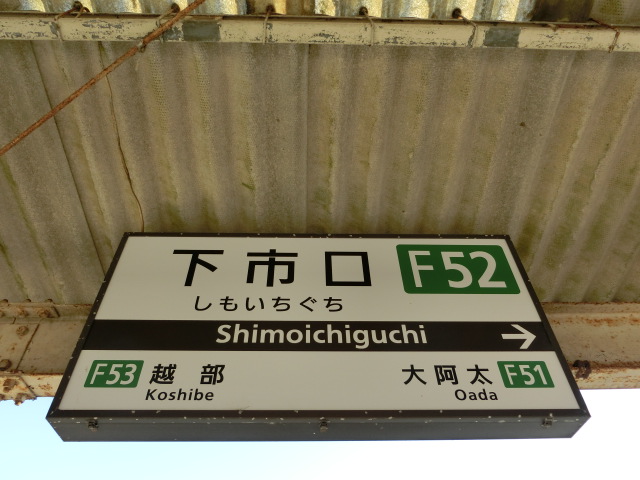 下市口 F52
しもいちぐち
Shimoichiguchi →
F53 越部 大阿太 F51
Koshibe Oada